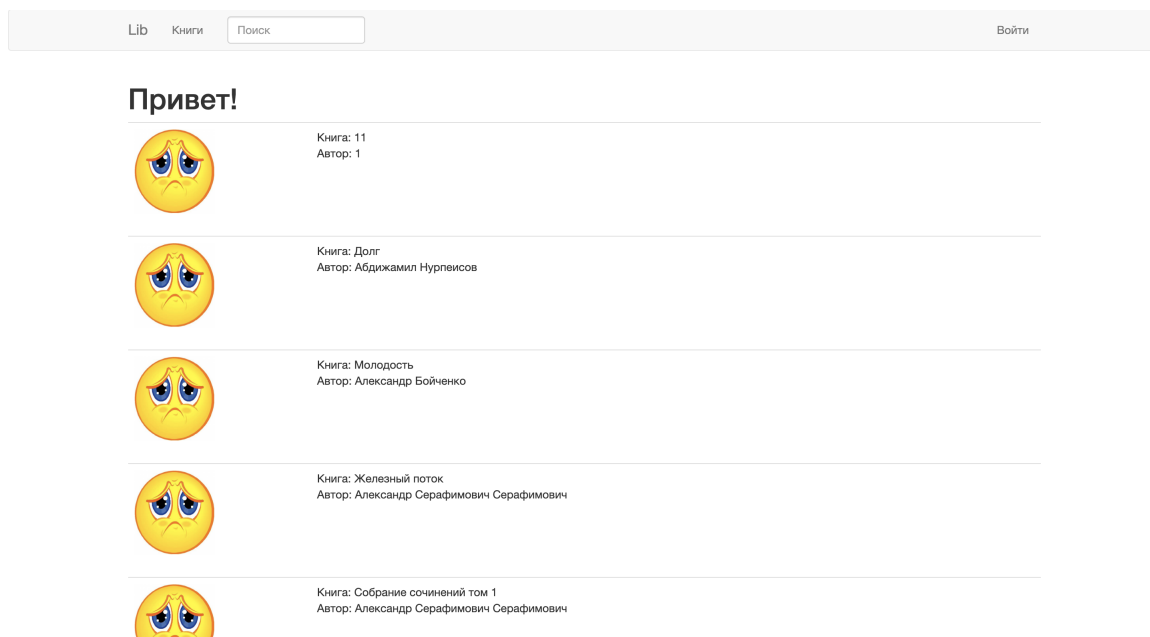 Lib Книги Поиск Войти
Привет!
Книга: 11
Автор: 1
Книга: Долг
Автор: Абдижамил Нурпеисов
Книга: Молодость
Автор: Александр Бойченко
Книга: Железный поток
Автор: Александр Серафимович Серафимович
Книга: Собрание сочинений том 1
Автор: Александр Серафимович Серафимович